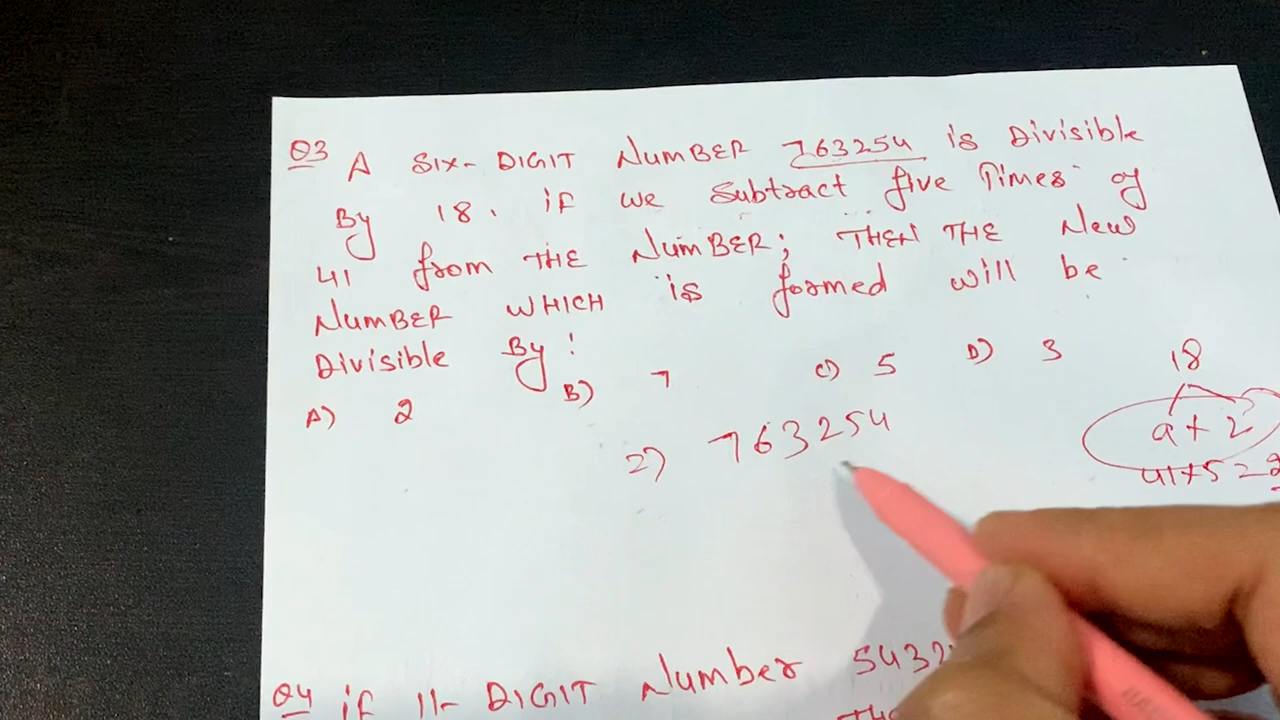 Q3 A SIX-DIGIT NUMBER 763254 is Divisible
By 18. if we Subtract five Times of
41 from THE NUMBER; THEN THE New
NUMBER WHICH is formed will be
Divisible By:
A) 2 B) 7 C) 5 D) 3
18
2) 763254
41×5=2
Q4 if 11- DIGIT Number 5432